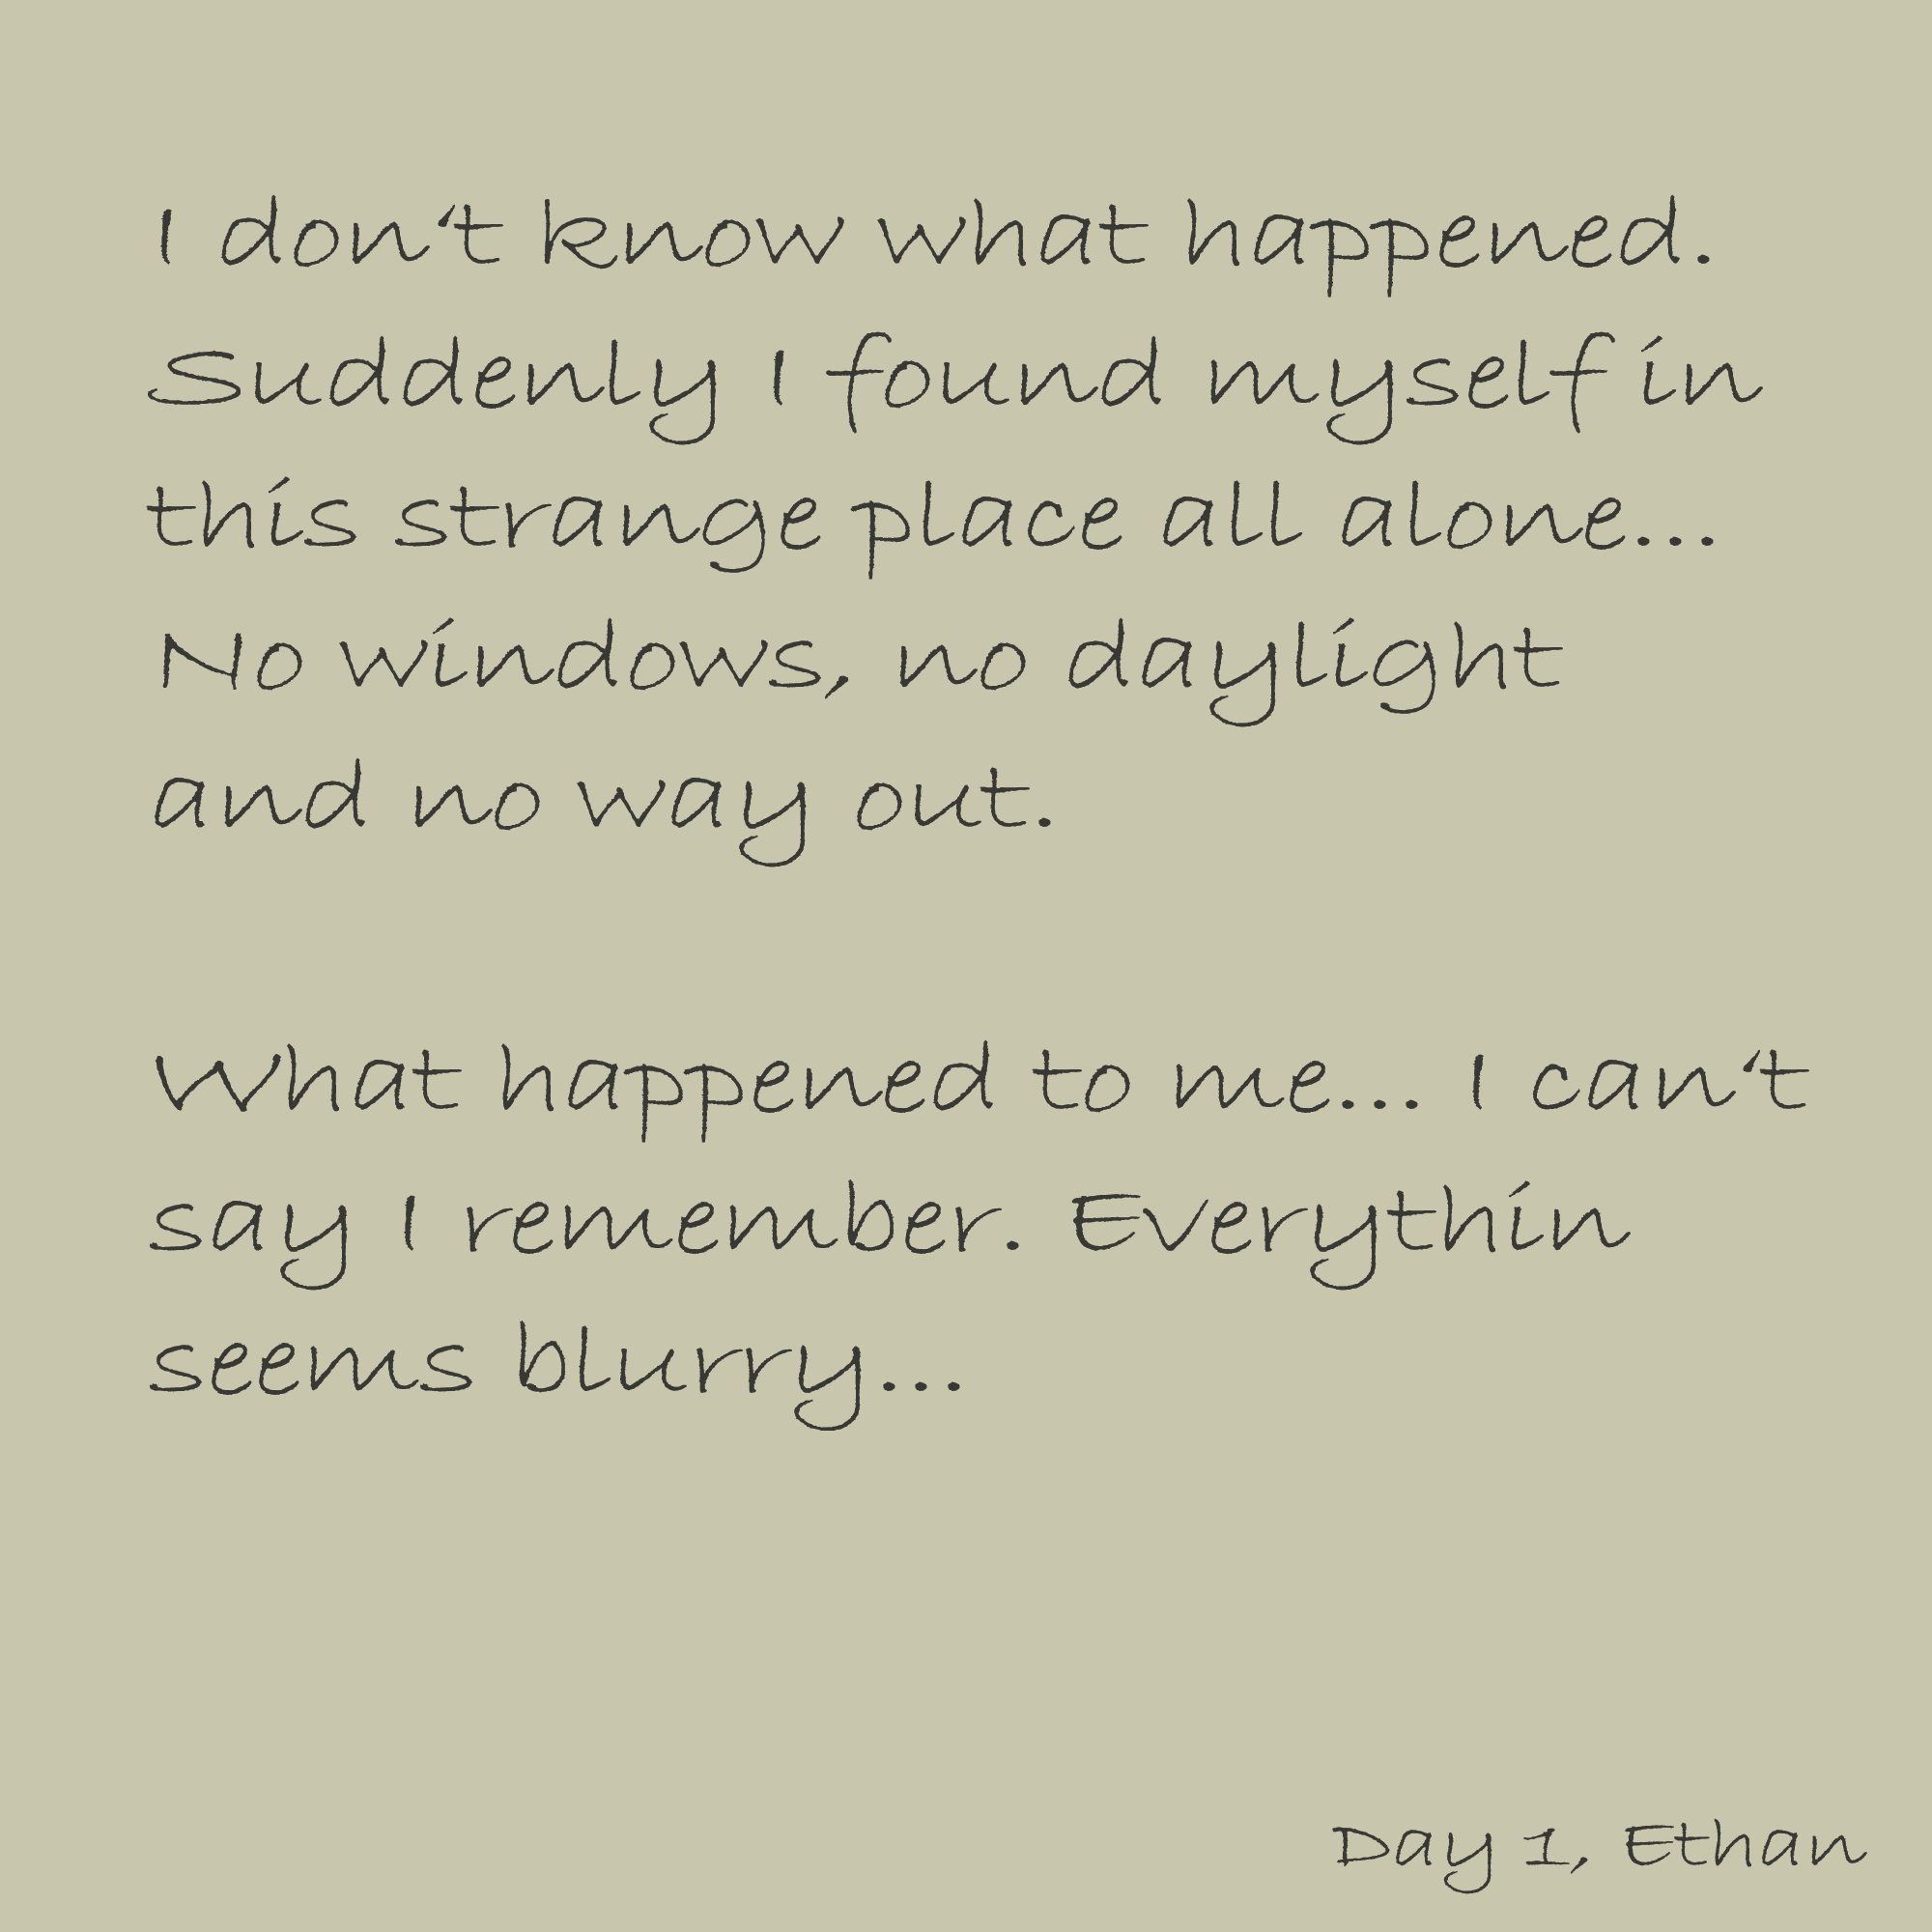 I don‘t know what happened.
Suddenly I found myself in
this strange place all alone...
No windows, no daylight
and no way out.
What happened to me... I can‘t
say I remember. Everythin
seems blurry...
Day 1, Ethan